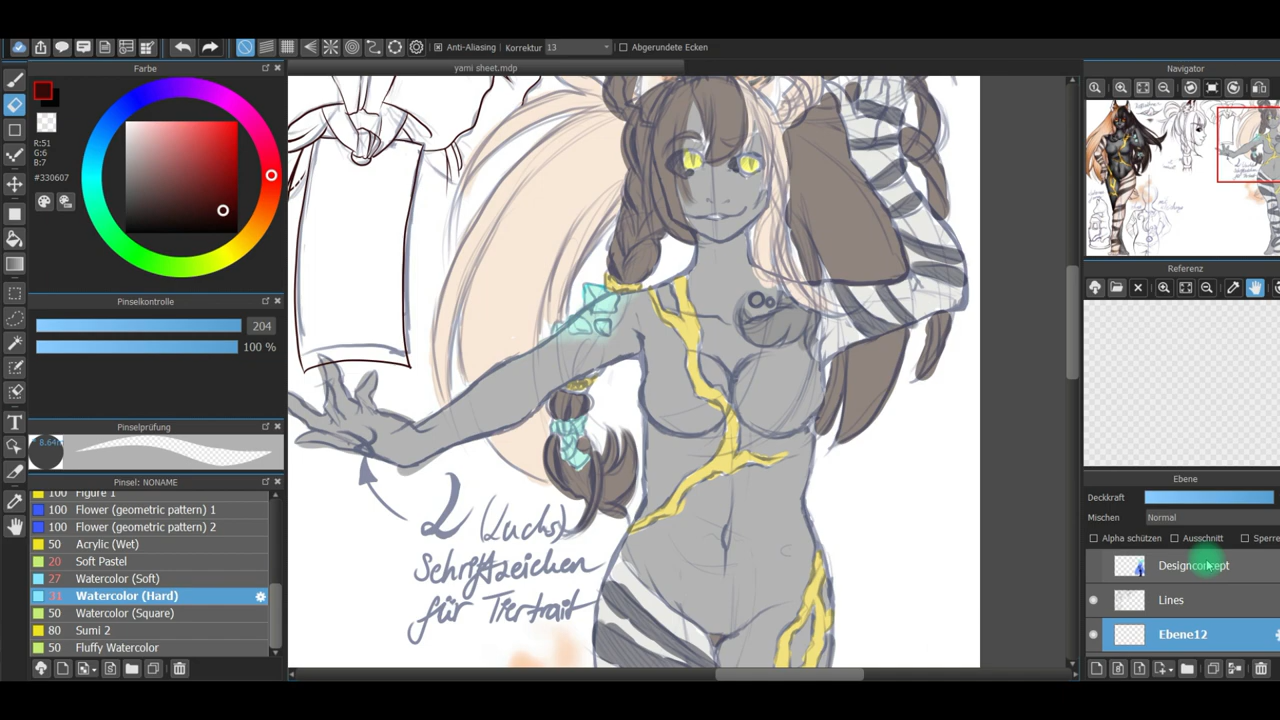 Anti-Aliasing Korrektur 13 Abgerundete Ecken
Farbe
yami sheet.mdp
Navigator
R:51
G:6
B:7
#330607
Pinselkontrolle
204
100 %
Referenz
Pinselprüfung
8.64
Pinsel: NONAME
100 Figure 1
100 Flower (geometric pattern) 1
100 Flower (geometric pattern) 2
50 Acrylic (Wet)
20 Soft Pastel
27 Watercolor (Soft)
31 Watercolor (Hard)
50 Watercolor (Square)
80 Sumi 2
50 Fluffy Watercolor
2 (Luchs)
Schriftzeichen
für Tiertrait
Ebene
Deckkraft
Mischen Normal
Alpha schützen Ausschnitt Sperre
Designconcept
Lines
Ebene12